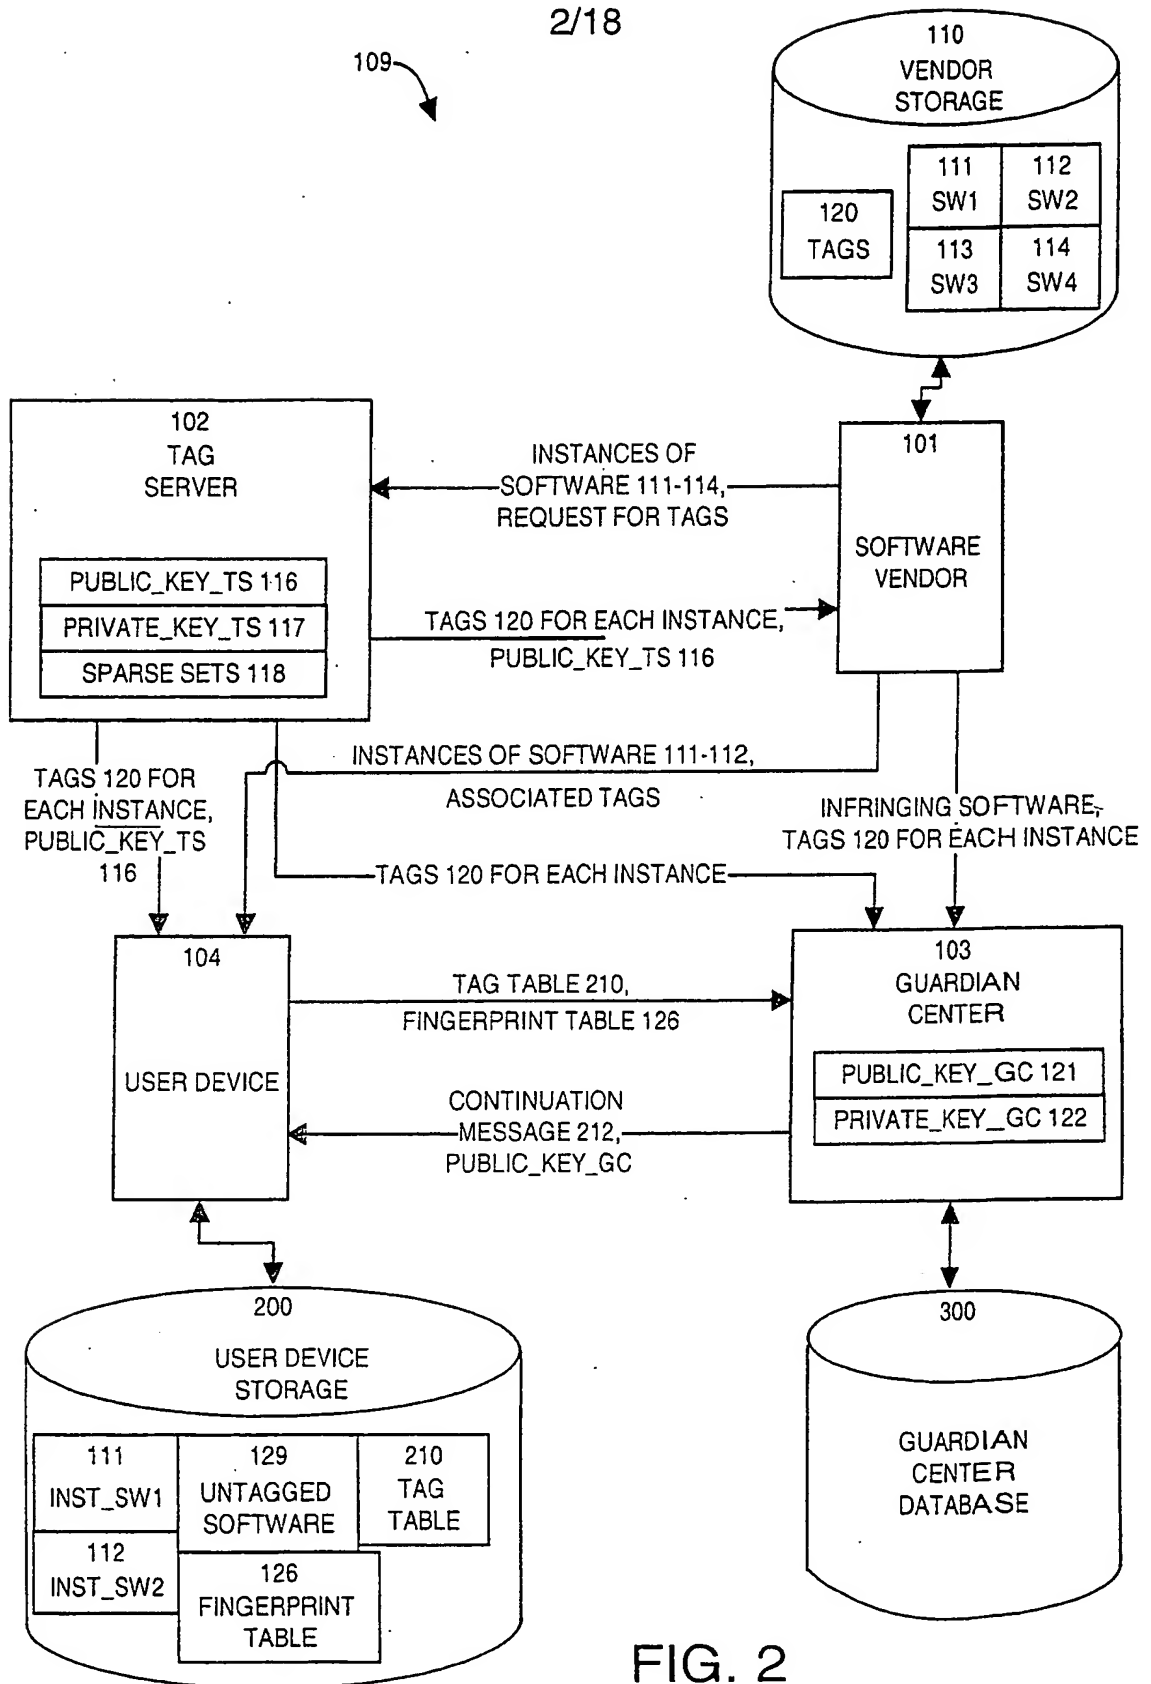 2/18
109
110
VENDOR
STORAGE
111
SW1
112
SW2
120
TAGS
113
SW3
114
SW4
102
TAG
SERVER
PUBLIC_KEY_TS 116
PRIVATE_KEY_TS 117
SPARSE SETS 118
INSTANCES OF
SOFTWARE 111-114,
REQUEST FOR TAGS
101
SOFTWARE
VENDOR
TAGS 120 FOR EACH INSTANCE,
PUBLIC_KEY_TS 116
INSTANCES OF SOFTWARE 111-112,
ASSOCIATED TAGS
TAGS 120 FOR
EACH INSTANCE,
PUBLIC_KEY_TS
116
INFRINGING SOFTWARE,
TAGS 120 FOR EACH INSTANCE
TAGS 120 FOR EACH INSTANCE
104
USER DEVICE
TAG TABLE 210,
FINGERPRINT TABLE 126
103
GUARDIAN
CENTER
PUBLIC_KEY_GC 121
PRIVATE_KEY_GC 122
CONTINUATION
MESSAGE 212,
PUBLIC_KEY_GC
200
USER DEVICE
STORAGE
111
INST_SW1
129
UNTAGGED
SOFTWARE
210
TAG
TABLE
112
INST_SW2
126
FINGERPRINT
TABLE
300
GUARDIAN
CENTER
DATABASE
FIG. 2